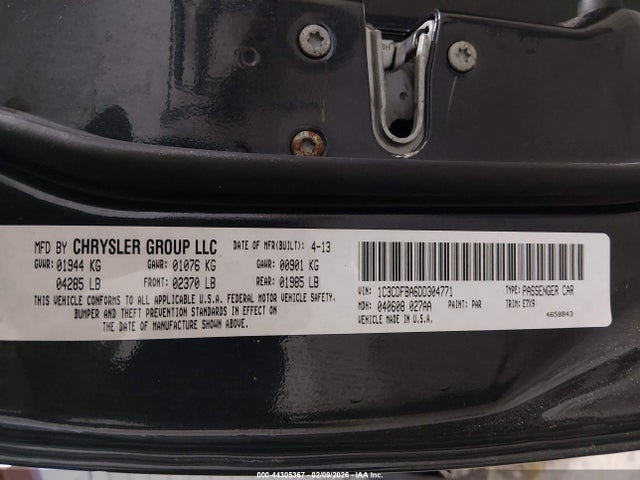 MFD BY CHRYSLER GROUP LLC DATE OF MFR(BUILT): 4-13
GVWR: 01944 KG GAWR: 01076 KG GAWR: 00901 KG
04285 LB FRONT: 02370 LB REAR: 01985 LB
THIS VEHICLE CONFORMS TO ALL APPLICABLE U.S.A. FEDERAL MOTOR VEHICLE SAFETY,
BUMPER AND THEFT PREVENTION STANDARDS IN EFFECT ON
THE DATE OF MANUFACTURE SHOWN ABOVE.
VIN: 1C3CDFBA6DD304771 TYPE: PASSENGER CAR
MDH: 040608 027AA PAINT: PAR TRIM: E7X9
VEHICLE MADE IN U.S.A. 4658043
000-44305367 - 02/09/2026 - IAA Inc.